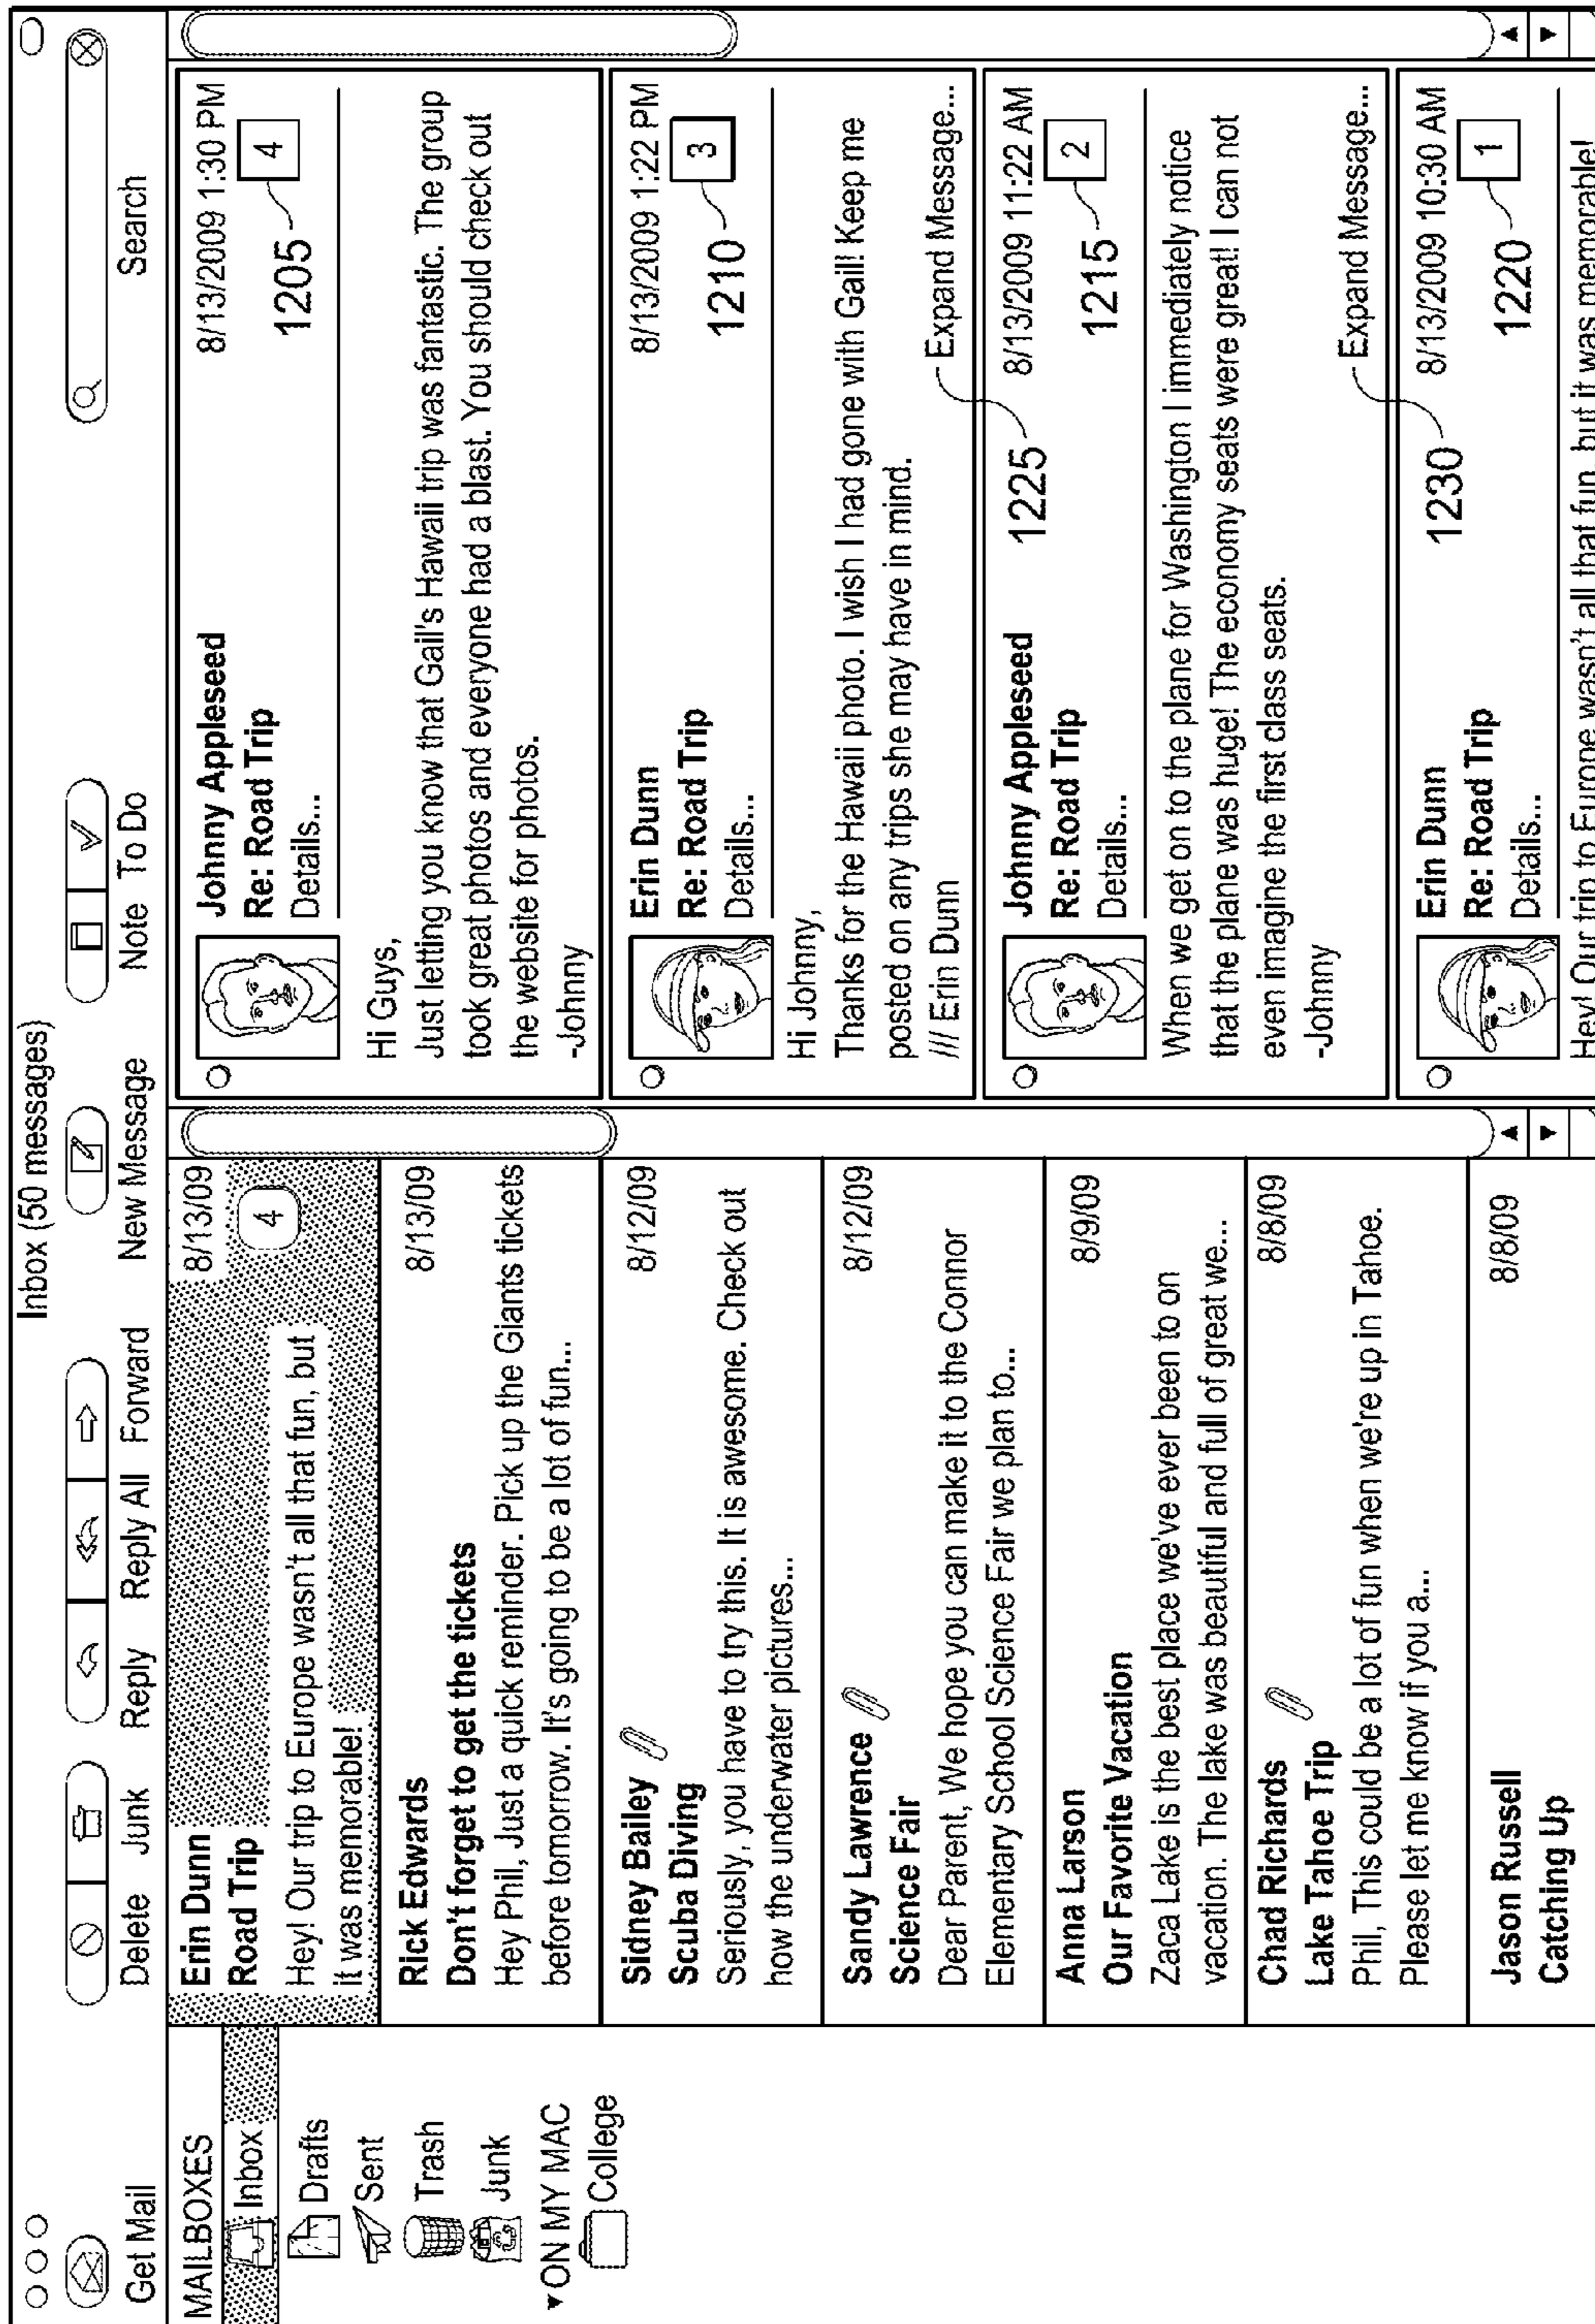 Inbox (50 messages)
Get Mail
Delete Junk
Reply Reply All Forward
New Message
Note To Do
Search
MAILBOXES
Inbox
Drafts
Sent
Trash
Junk
ON MY MAC
College
Erin Dunn 8/13/09
Road Trip 4
Hey! Our trip to Europe wasn't all that fun, but
it was memorable!
Rick Edwards 8/13/09
Don't forget to get the tickets
Hey Phil, Just a quick reminder. Pick up the Giants tickets
before tomorrow. It's going to be a lot of fun...
Sidney Bailey 8/12/09
Scuba Diving
Seriously, you have to try this. It is awesome. Check out
how the underwater pictures...
Sandy Lawrence 8/12/09
Science Fair
Dear Parent, We hope you can make it to the Connor
Elementary School Science Fair we plan to...
Anna Larson 8/9/09
Our Favorite Vacation
Zaca Lake is the best place we've ever been to on
vacation. The lake was beautiful and full of great we...
Chad Richards 8/8/09
Lake Tahoe Trip
Phil, This could be a lot of fun when we're up in Tahoe.
Please let me know if you a...
Jason Russell 8/8/09
Catching Up
Johnny Appleseed 8/13/2009 1:30 PM
Re: Road Trip 4
Details... 1205
Hi Guys,
Just letting you know that Gail's Hawaii trip was fantastic. The group
took great photos and everyone had a blast. You should check out
the website for photos.
-Johnny
Erin Dunn 8/13/2009 1:22 PM
Re: Road Trip 3
Details... 1210
Hi Johnny,
Thanks for the Hawaii photo. I wish I had gone with Gail! Keep me
posted on any trips she may have in mind.
/// Erin Dunn Expand Message...
Johnny Appleseed 1225 8/13/2009 11:22 AM
Re: Road Trip 2
Details... 1215
When we get on to the plane for Washington I immediately notice
that the plane was huge! The economy seats were great! I can not
even imagine the first class seats.
-Johnny Expand Message...
Erin Dunn 1230 8/13/2009 10:30 AM
Re: Road Trip 1
Details... 1220
Hey! Our trip to Europe wasn't all that fun, but it was memorable!